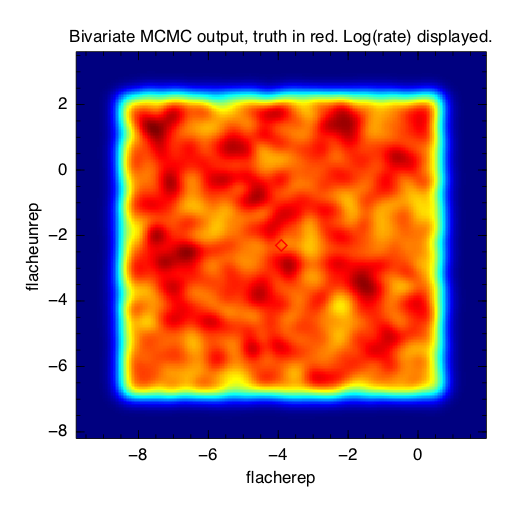 Bivariate MCMC output, truth in red. Log(rate) displayed.
2
0
−2
−4
−6
−8
flacheunrep
−8 −6 −4 −2 0
flacherep